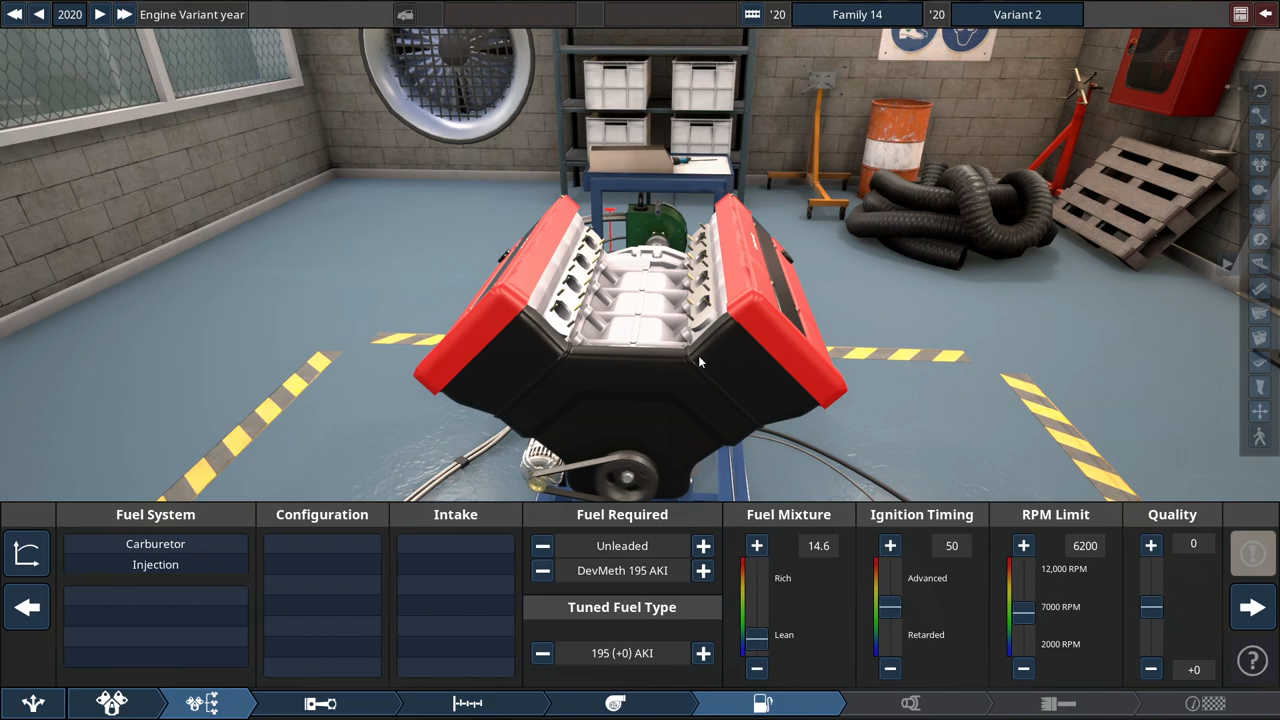 2020 Engine Variant year '20 Family 14 '20 Variant 2
Fuel System Configuration Intake Fuel Required Fuel Mixture Ignition Timing RPM Limit Quality
Carburetor
Injection
Unleaded
DevMeth 195 AKI
Tuned Fuel Type
195 (+0) AKI
14.6
Rich
Lean
50
Advanced
Retarded
6200
12,000 RPM
7000 RPM
2000 RPM
0
+0